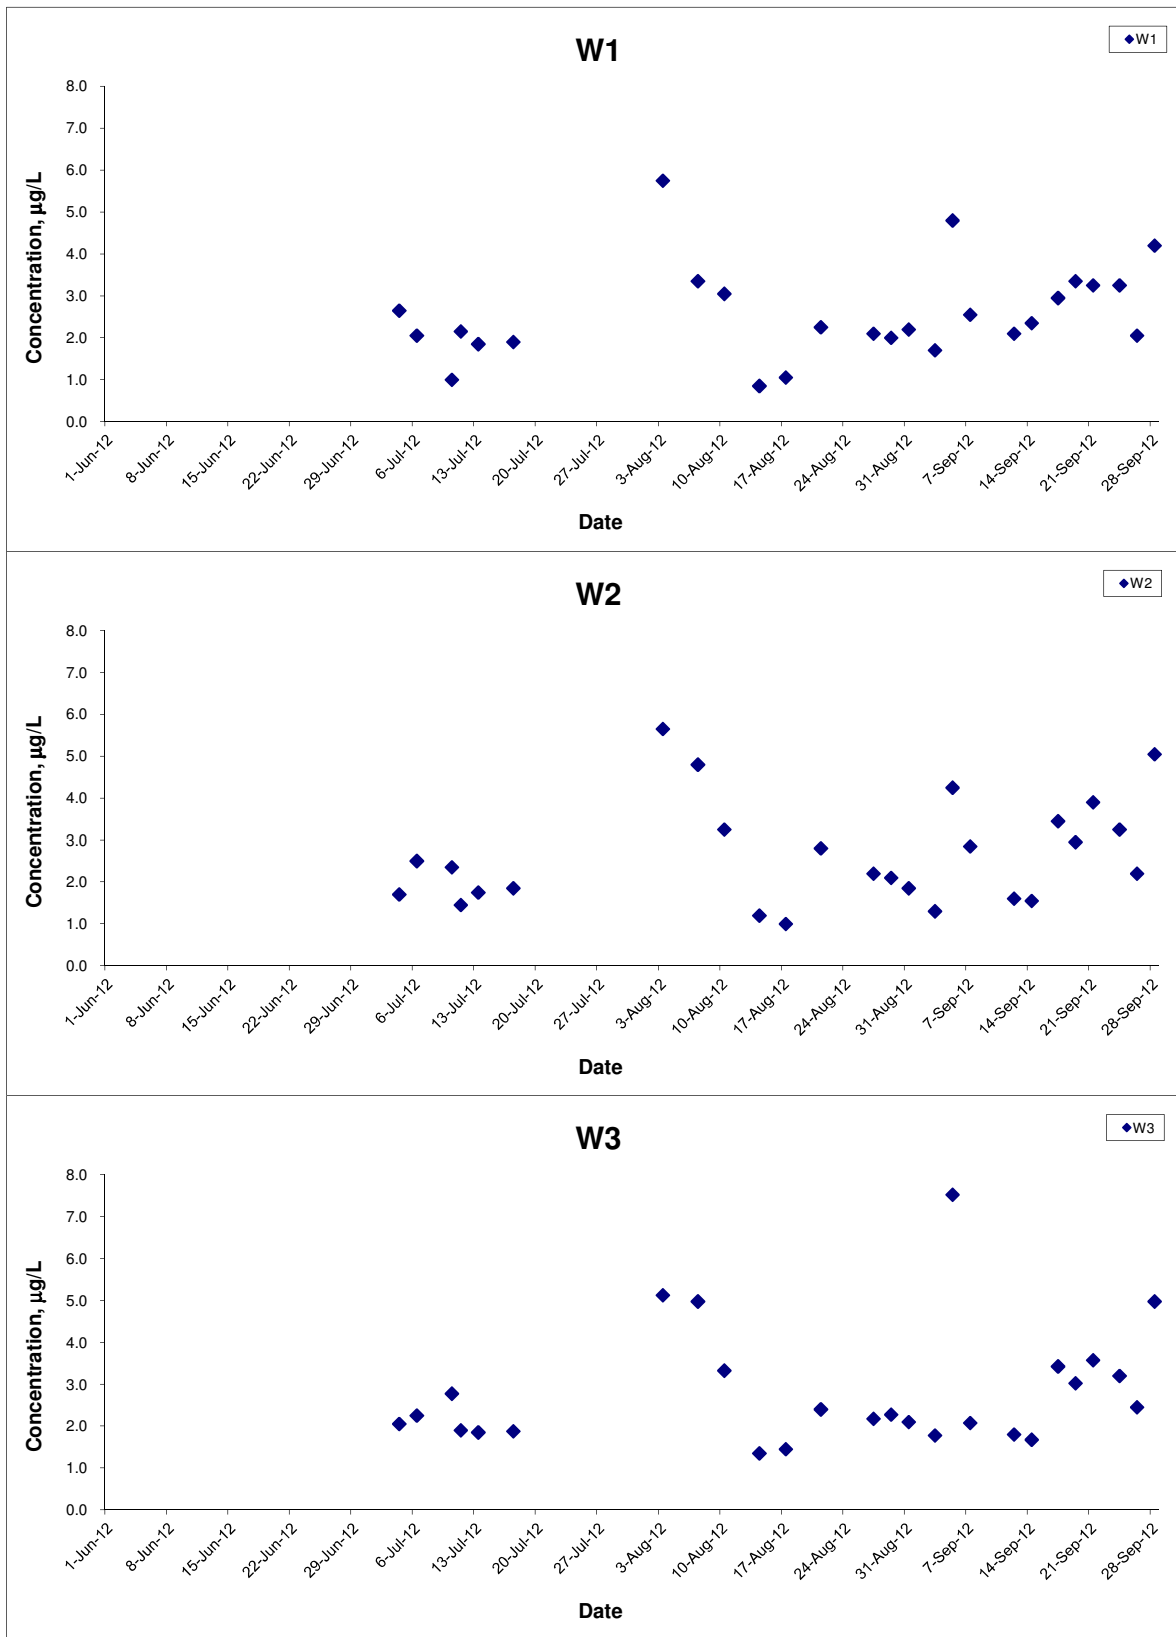 W1
W1
8.0
7.0
6.0
5.0
4.0
3.0
2.0
1.0
0.0
Concentration, µg/L
1-Jun-12
8-Jun-12
15-Jun-12
22-Jun-12
29-Jun-12
6-Jul-12
13-Jul-12
20-Jul-12
27-Jul-12
3-Aug-12
10-Aug-12
17-Aug-12
24-Aug-12
31-Aug-12
7-Sep-12
14-Sep-12
21-Sep-12
28-Sep-12
Date
W2
W2
8.0
7.0
6.0
5.0
4.0
3.0
2.0
1.0
0.0
Concentration, µg/L
1-Jun-12
8-Jun-12
15-Jun-12
22-Jun-12
29-Jun-12
6-Jul-12
13-Jul-12
20-Jul-12
27-Jul-12
3-Aug-12
10-Aug-12
17-Aug-12
24-Aug-12
31-Aug-12
7-Sep-12
14-Sep-12
21-Sep-12
28-Sep-12
Date
W3
W3
8.0
7.0
6.0
5.0
4.0
3.0
2.0
1.0
0.0
Concentration, µg/L
1-Jun-12
8-Jun-12
15-Jun-12
22-Jun-12
29-Jun-12
6-Jul-12
13-Jul-12
20-Jul-12
27-Jul-12
3-Aug-12
10-Aug-12
17-Aug-12
24-Aug-12
31-Aug-12
7-Sep-12
14-Sep-12
21-Sep-12
28-Sep-12
Date